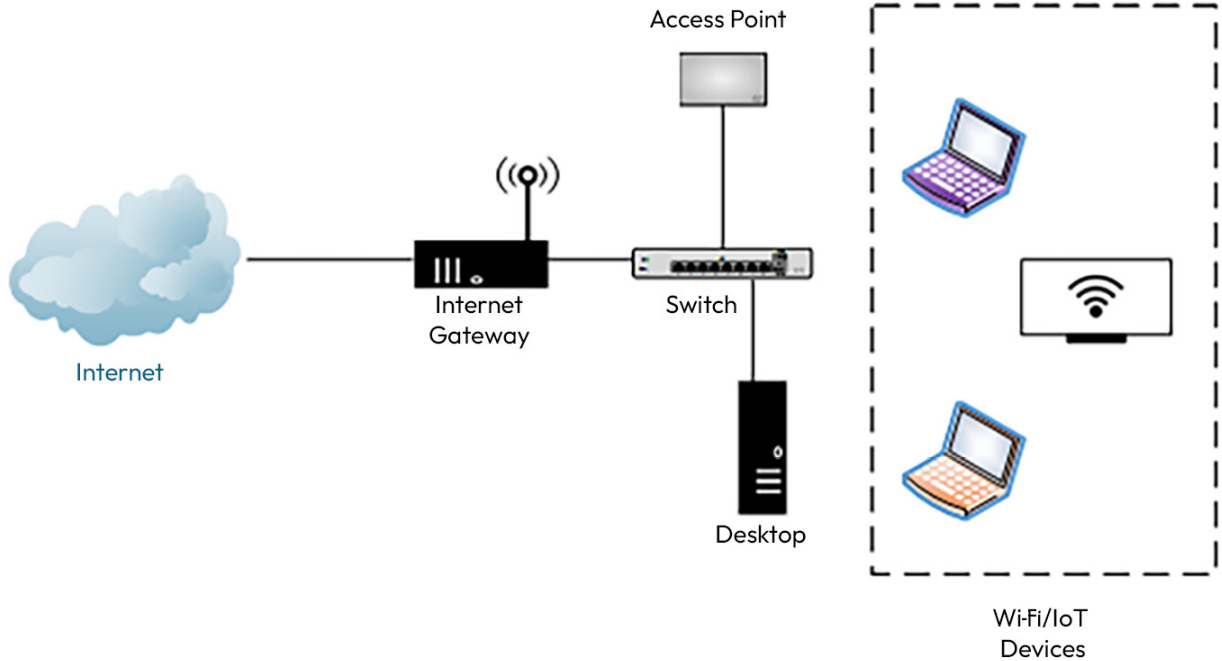 Access Point
Internet
Gateway
Switch
Internet
Desktop
Wi-Fi/IoT
Devices